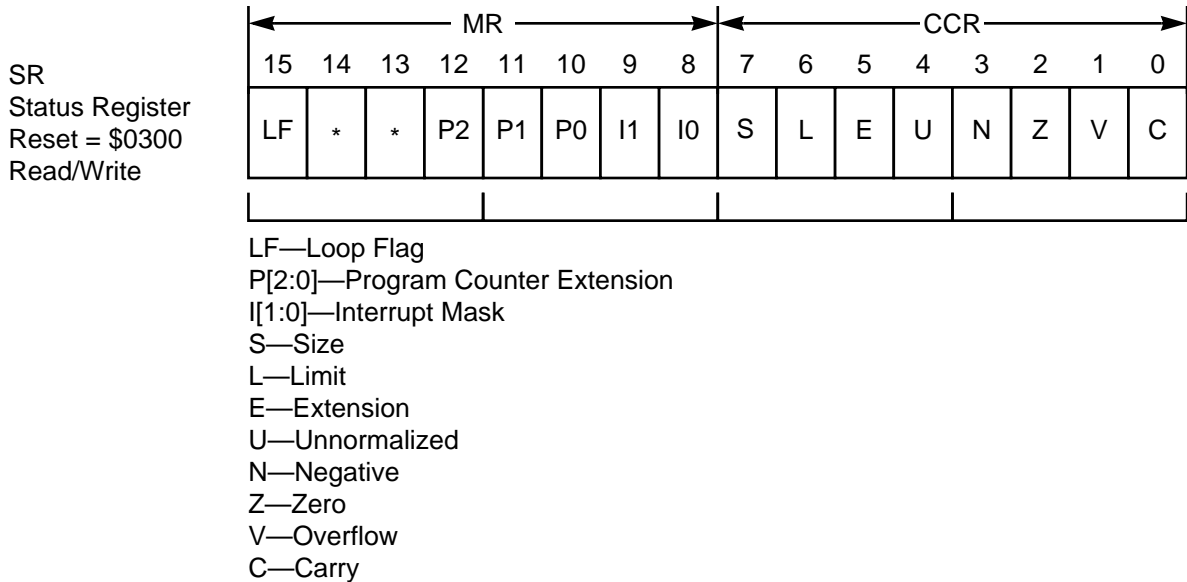 MR CCR
15 14 13 12 11 10 9 8 7 6 5 4 3 2 1 0
SR
Status Register
Reset = $0300
Read/Write
LF * * P2 P1 P0 I1 I0 S L E U N Z V C
LF—Loop Flag
P[2:0]—Program Counter Extension
I[1:0]—Interrupt Mask
S—Size
L—Limit
E—Extension
U—Unnormalized
N—Negative
Z—Zero
V—Overflow
C—Carry